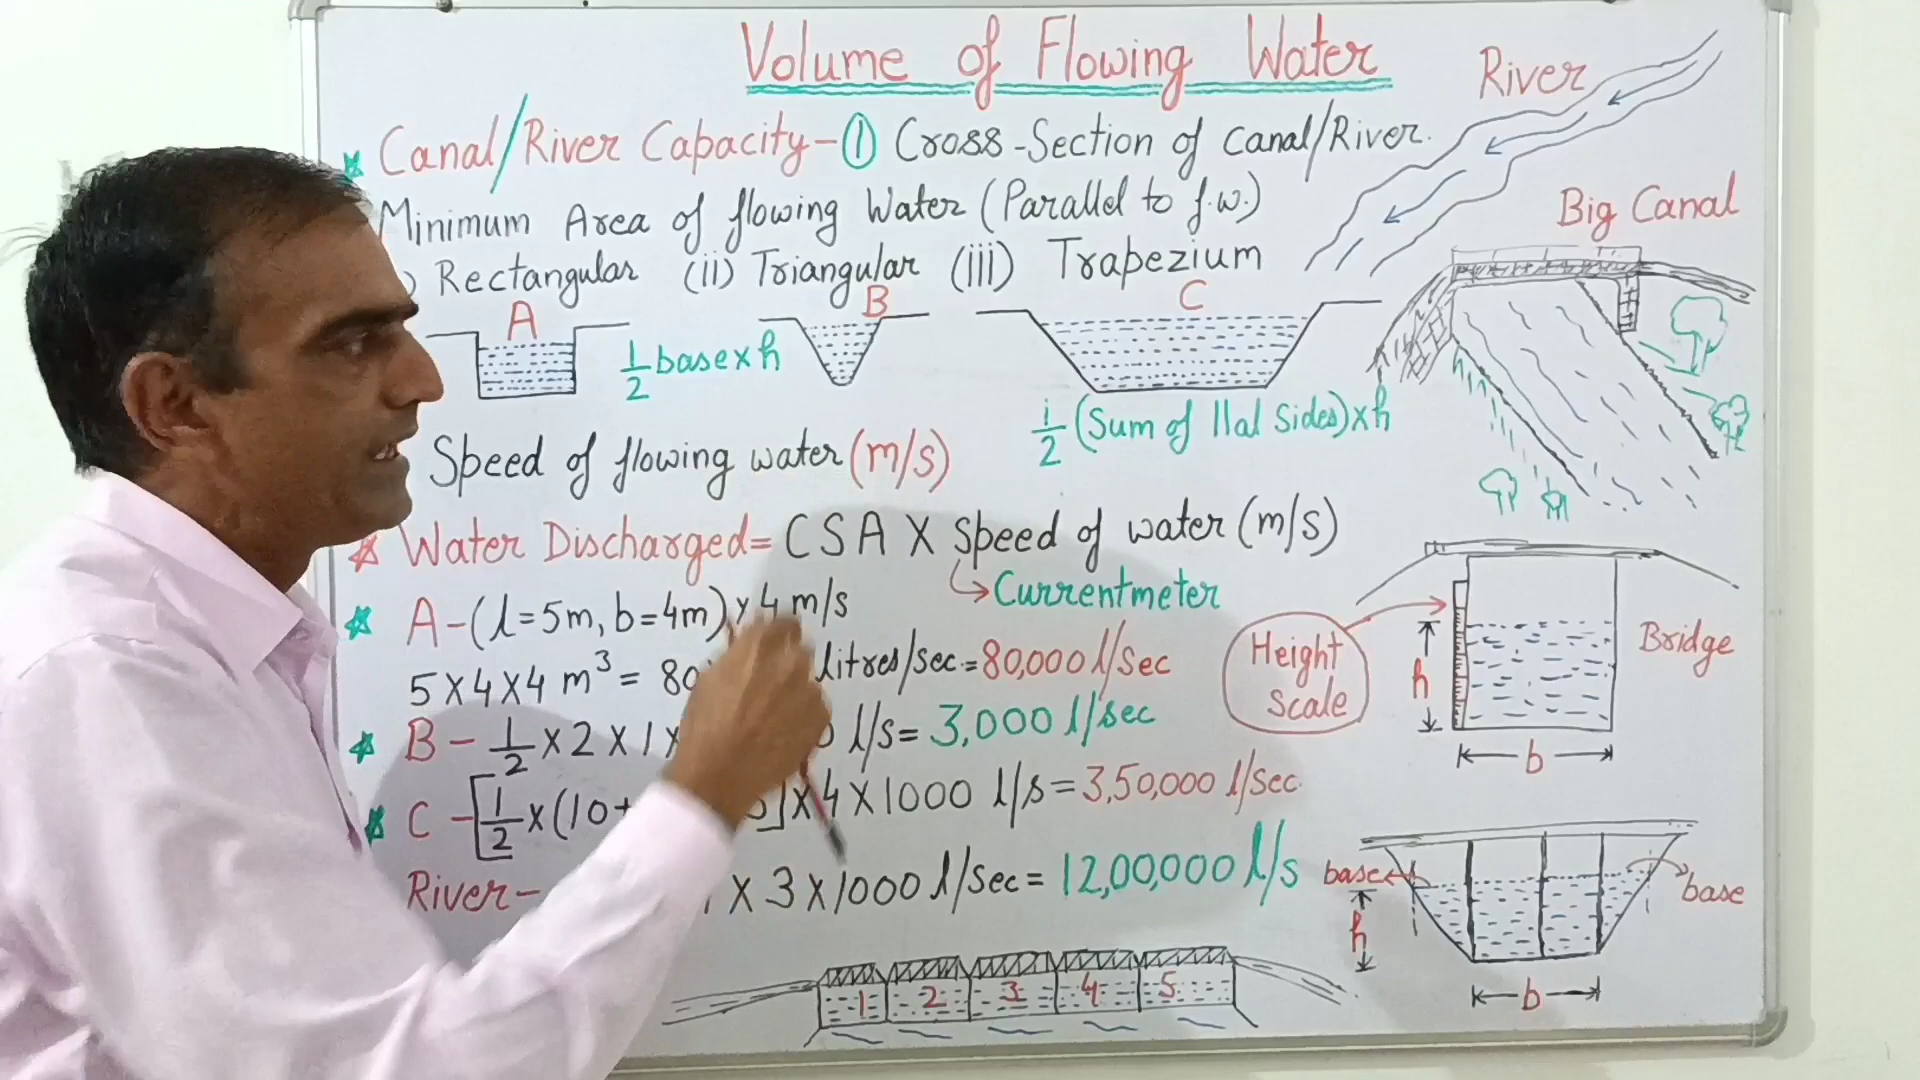 Volume of Flowing Water
River
Canal/River Capacity-① Cross-Section of Canal/River.
Minimum Area of flowing Water (Parallel to f.w.)
Big Canal
) Rectangular (ii) Triangular (iii) Trapezium
A
B
C
1/2 base x h
1/2 (Sum of llal Sides) x h
Speed of flowing water (m/s)
Water Discharged = CSA X Speed of water (m/s)
Currentmeter
A-(l=5m, b=4m) x 4 m/s
5X4X4 m³ = 80 litres/sec.=80,000 l/sec
Height Scale
h
Bridge
b
B - 1/2 x 2 x 1 x l/s= 3,000 l/sec
C -[1/2 x (10+ ] x 4 X 1000 l/s = 3,50,000 l/sec.
River- X 3 X 1000 l/sec = 12,00,000 l/s
base
base
h
b
1 2 3 4 5